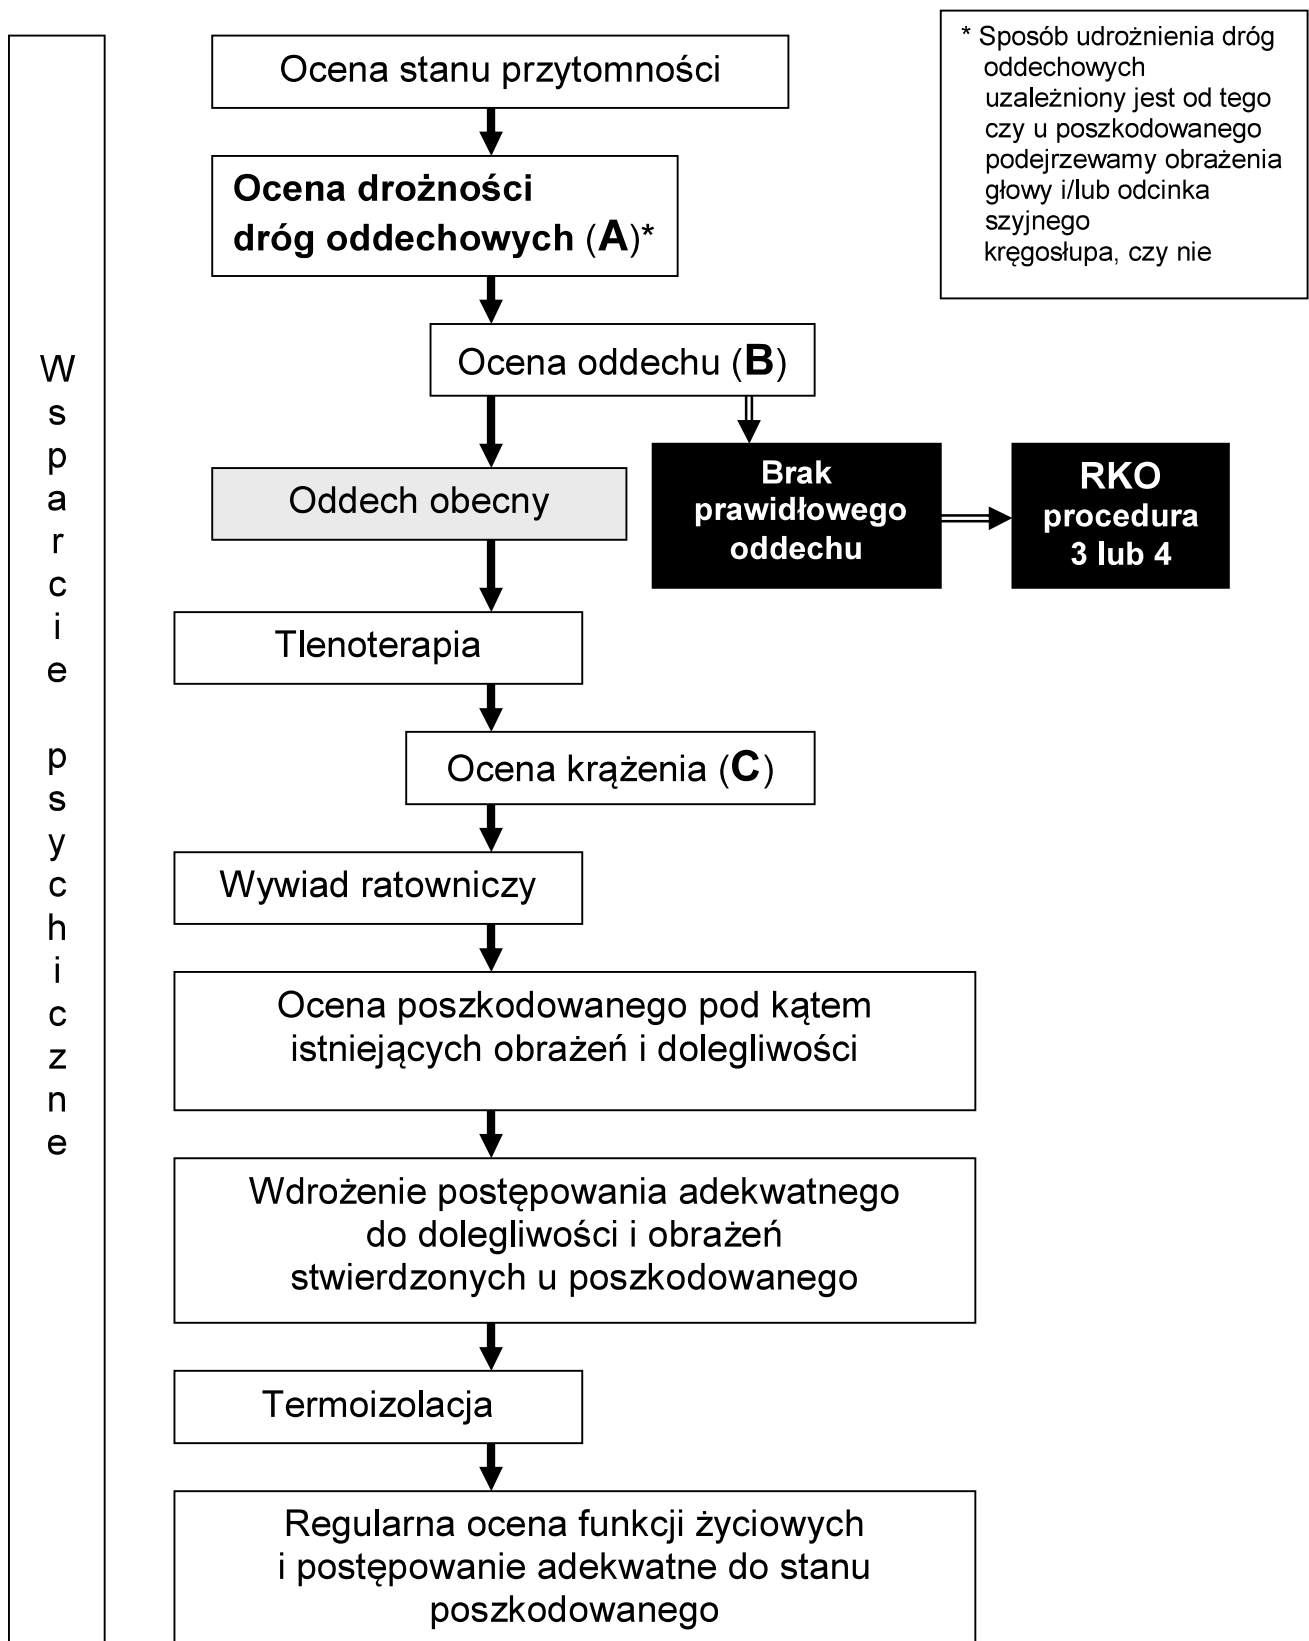 Ocena stanu przytomności
* Sposób udrożnienia dróg
oddechowych
uzależniony jest od tego
czy u poszkodowanego
podejrzewamy obrażenia
głowy i/lub odcinka
szyjnego
kręgosłupa, czy nie
Ocena drożności
dróg oddechowych (A)*
Ocena oddechu (B)
Oddech obecny
Brak
prawidłowego
oddechu
RKO
procedura
3 lub 4
Tlenoterapia
Ocena krążenia (C)
Wywiad ratowniczy
Ocena poszkodowanego pod kątem
istniejących obrażeń i dolegliwości
Wdrożenie postępowania adekwatnego
do dolegliwości i obrażeń
stwierdzonych u poszkodowanego
Termoizolacja
Regularna ocena funkcji życiowych
i postępowanie adekwatne do stanu
poszkodowanego
Wsparcie psychiczne